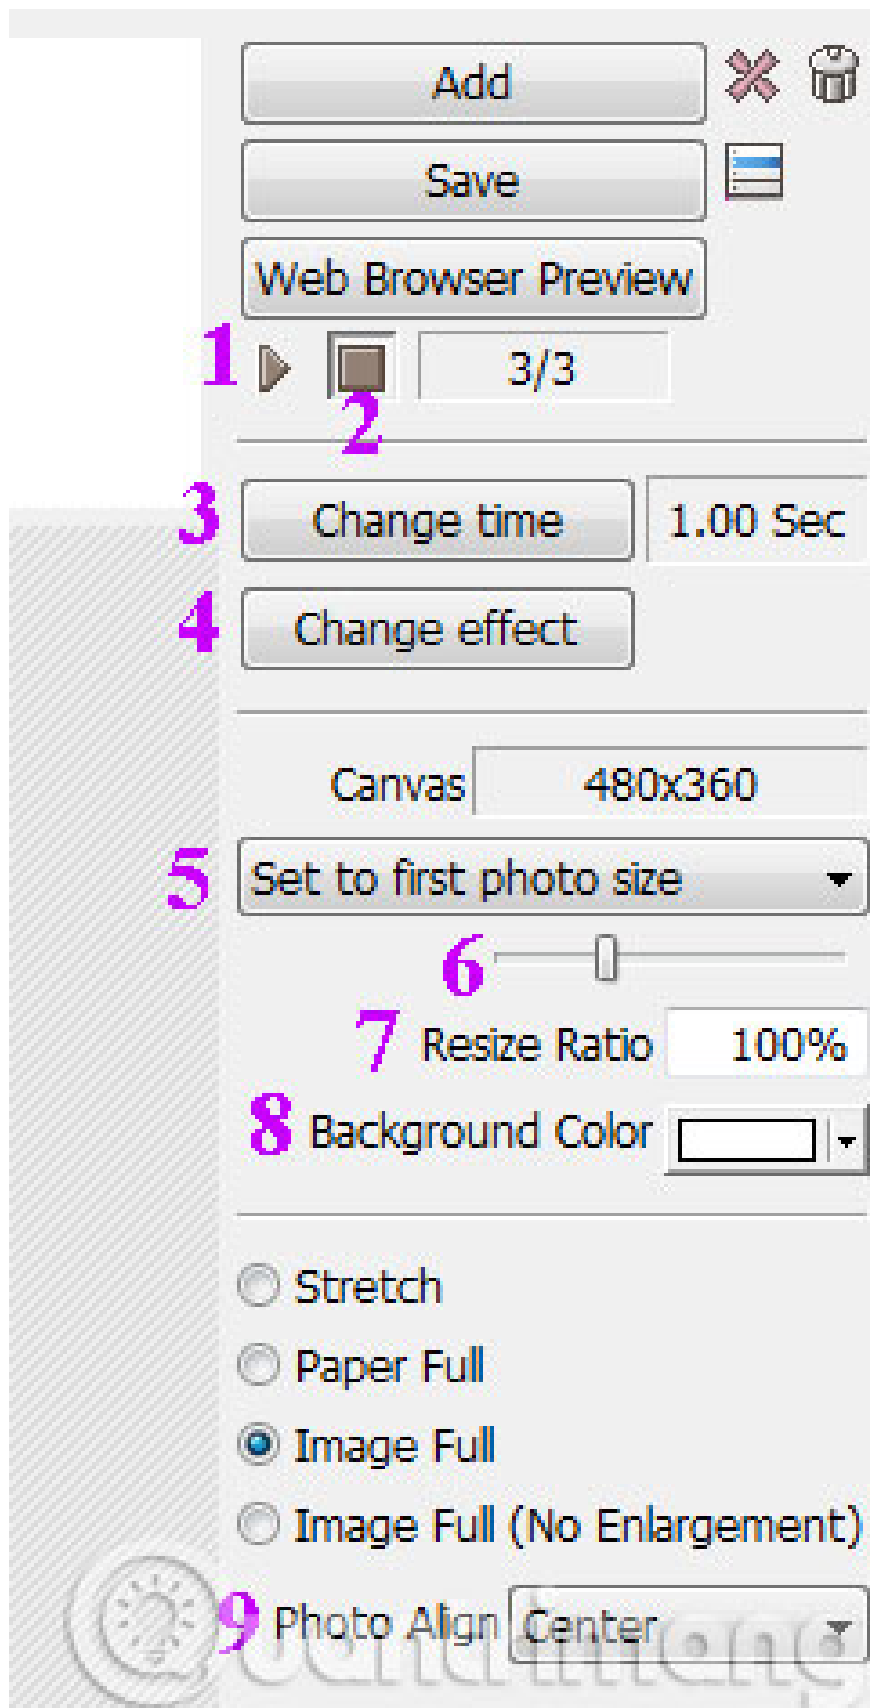 Add
Save
Web Browser Preview
1
3/3
2
3 Change time 1.00 Sec
4 Change effect
Canvas 480x360
5 Set to first photo size
6
7 Resize Ratio 100%
8 Background Color
Stretch
Paper Full
Image Full
Image Full (No Enlargement)
9 Photo Align Center